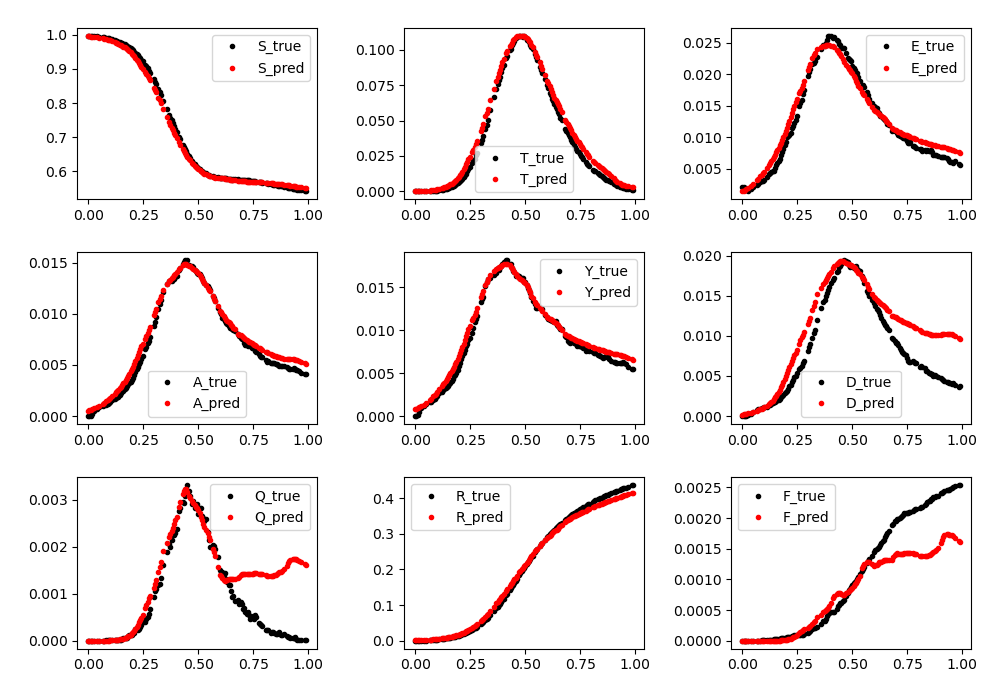 1.0
0.9
0.8
0.7
0.6
0.00 0.25 0.50 0.75 1.00
S_true
S_pred
0.100
0.075
0.050
0.025
0.000
0.00 0.25 0.50 0.75 1.00
T_true
T_pred
0.025
0.020
0.015
0.010
0.005
0.00 0.25 0.50 0.75 1.00
E_true
E_pred
0.015
0.010
0.005
0.000
0.00 0.25 0.50 0.75 1.00
A_true
A_pred
0.015
0.010
0.005
0.000
0.00 0.25 0.50 0.75 1.00
Y_true
Y_pred
0.020
0.015
0.010
0.005
0.000
0.00 0.25 0.50 0.75 1.00
D_true
D_pred
0.003
0.002
0.001
0.000
0.00 0.25 0.50 0.75 1.00
Q_true
Q_pred
0.4
0.3
0.2
0.1
0.0
0.00 0.25 0.50 0.75 1.00
R_true
R_pred
0.0025
0.0020
0.0015
0.0010
0.0005
0.0000
0.00 0.25 0.50 0.75 1.00
F_true
F_pred